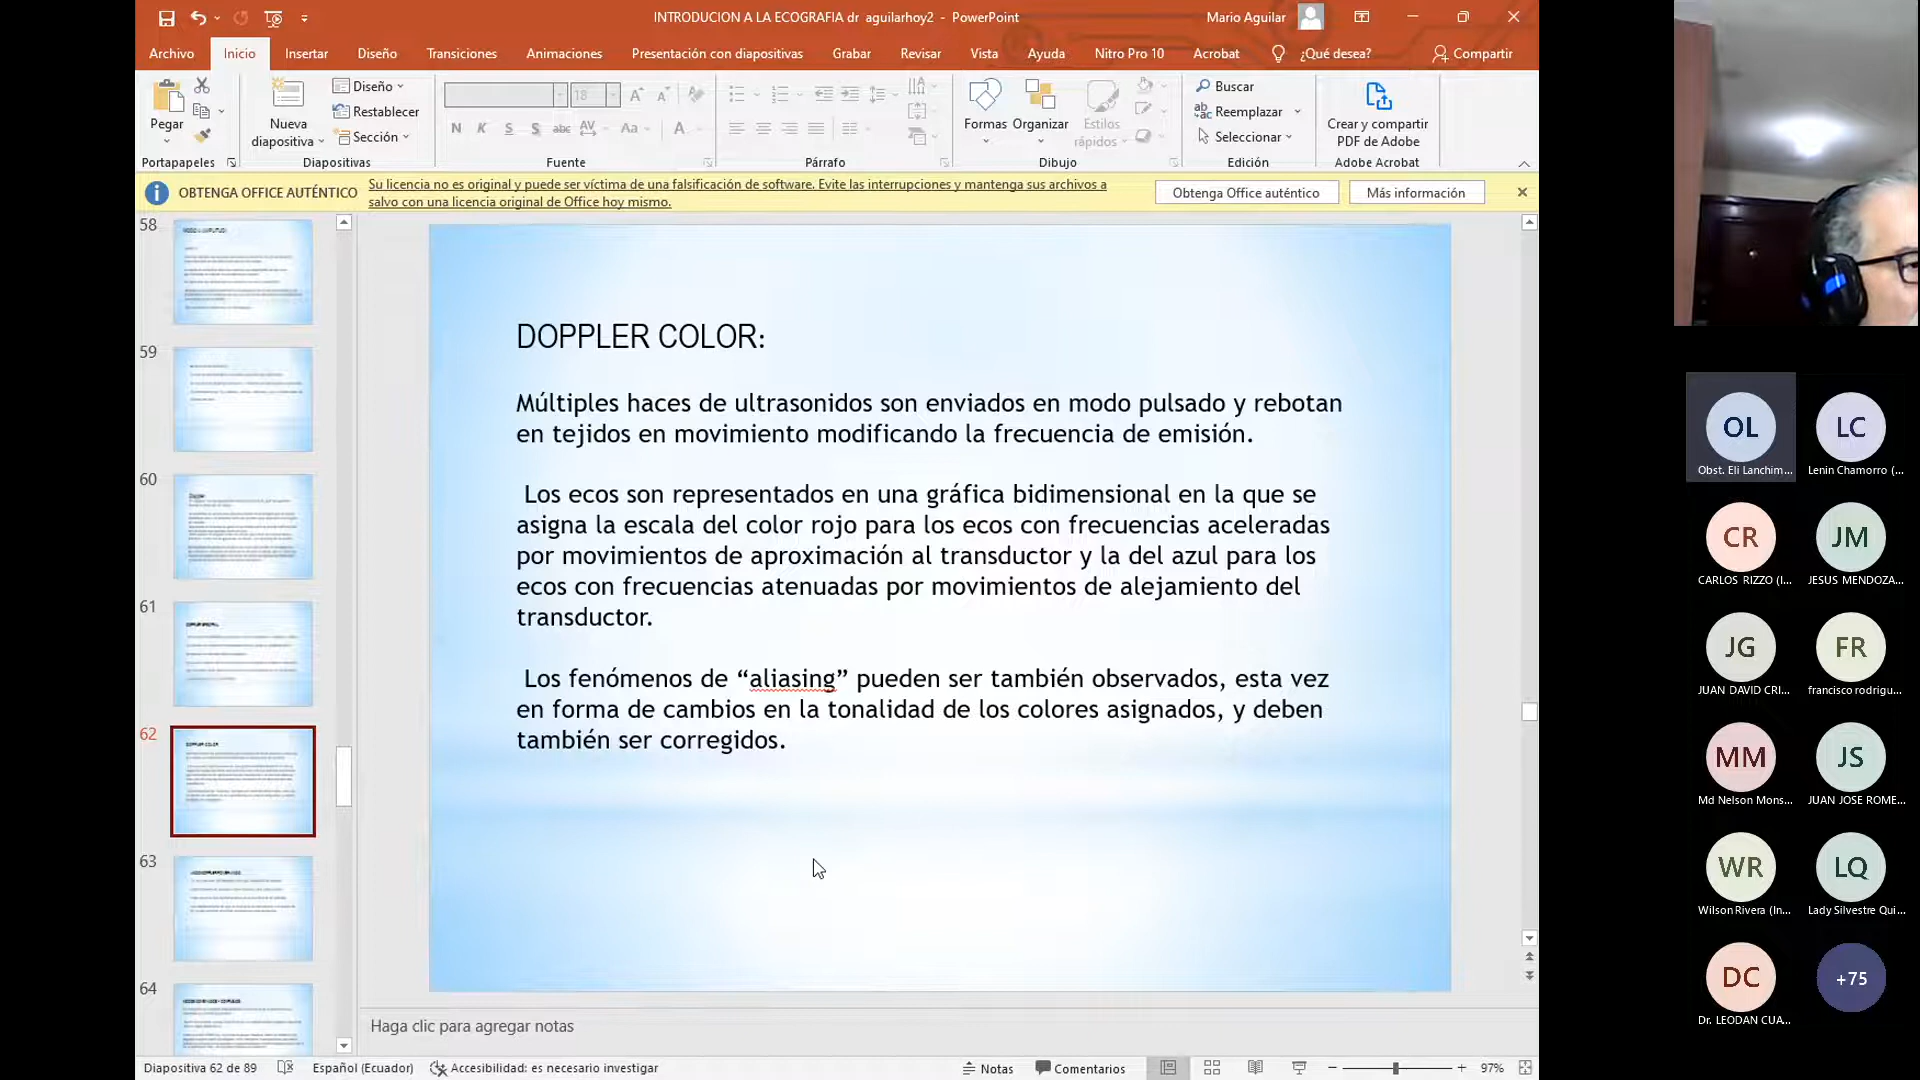 INTRODUCION A LA ECOGRAFIA dr aguilarhoy2 - PowerPoint
Mario Aguilar
Archivo
Inicio
Insertar
Diseño
Transiciones
Animaciones
Presentación con diapositivas
Grabar
Revisar
Vista
Ayuda
Nitro Pro 10
Acrobat
¿Qué desea?
Compartir
Pegar
Nueva
diapositiva
Diseño
Restablecer
Sección
18
N K S S abc AV Aa A
Formas
Organizar
Estilos
rápidos
Buscar
Reemplazar
Seleccionar
Crear y compartir
PDF de Adobe
Portapapeles
Diapositivas
Fuente
Párrafo
Dibujo
Edición
Adobe Acrobat
OBTENGA OFFICE AUTÉNTICO
Su licencia no es original y puede ser víctima de una falsificación de software. Evite las interrupciones y mantenga sus archivos a
salvo con una licencia original de Office hoy mismo.
Obtenga Office auténtico
Más información
58
59
60
61
62
63
64
DOPPLER COLOR:
Múltiples haces de ultrasonidos son enviados en modo pulsado y rebotan
en tejidos en movimiento modificando la frecuencia de emisión.
Los ecos son representados en una gráfica bidimensional en la que se
asigna la escala del color rojo para los ecos con frecuencias aceleradas
por movimientos de aproximación al transductor y la del azul para los
ecos con frecuencias atenuadas por movimientos de alejamiento del
transductor.
Los fenómenos de “aliasing” pueden ser también observados, esta vez
en forma de cambios en la tonalidad de los colores asignados, y deben
también ser corregidos.
Haga clic para agregar notas
Diapositiva 62 de 89
Español (Ecuador)
Accesibilidad: es necesario investigar
Notas
Comentarios
97%
OL
Obst. Eli Lanchim...
LC
Lenin Chamorro (...
CR
CARLOS RIZZO (I...
JM
JESUS MENDOZA...
JG
JUAN DAVID CRI...
FR
francisco rodrigu...
MM
Md Nelson Mons...
JS
JUAN JOSE ROME...
WR
Wilson Rivera (In...
LQ
Lady Silvestre Qui...
DC
Dr. LEODAN CUA...
+75